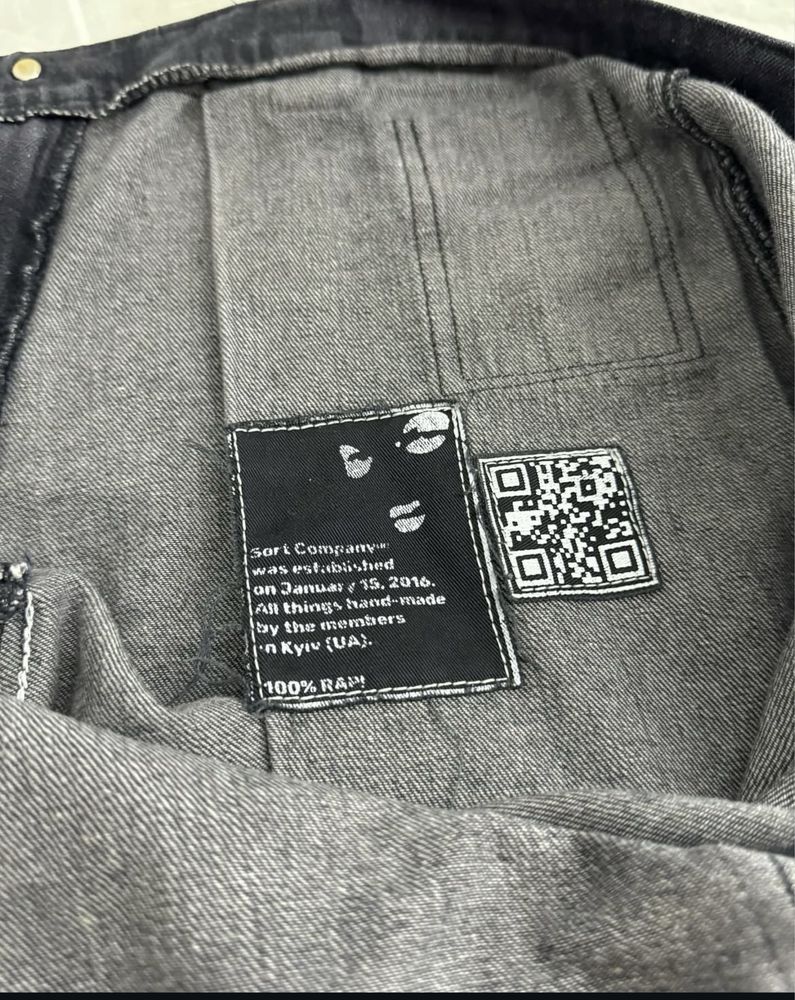 sort Company™
was established
on January 15, 2016.
All things hand-made
by the members
in Kyiv (UA).
100% RAP!